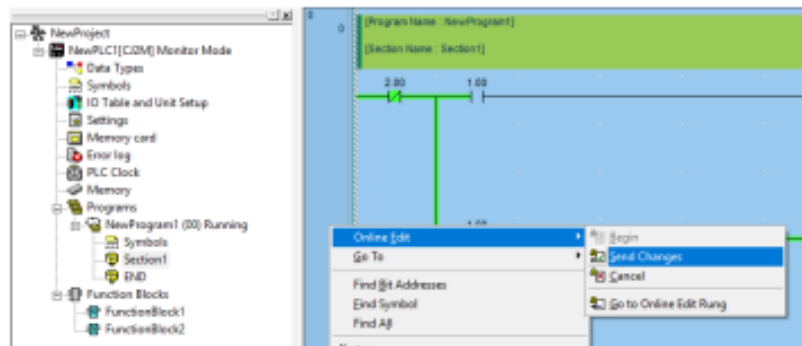 NewProject
NewPLC1[CJ2M] Monitor Mode
Data Types
Symbols
IO Table and Unit Setup
Settings
Memory card
Error log
PLC Clock
Memory
Programs
NewProgram1 (00) Running
Symbols
Section1
END
Function Blocks
FunctionBlock1
FunctionBlock2
0
0
[Program Name : NewProgram1]
[Section Name : Section1]
2.00 1.00
1.00
Online Edit
Go To
Find Bit Addresses
Find Symbol
Find All
Begin
Send Changes
Cancel
Go to Online Edit Rung